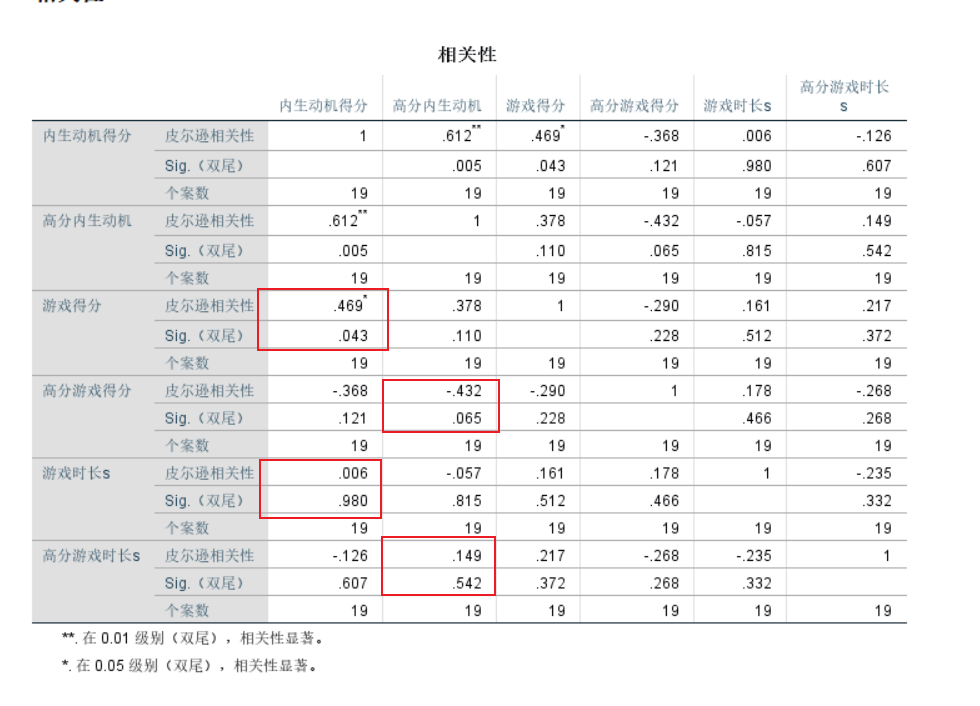 相关性
内生动机得分 高分内生动机 游戏得分 高分游戏得分 游戏时长s 高分游戏时长s
内生动机得分 皮尔逊相关性 1 .612** .469* -.368 .006 -.126
Sig.（双尾） .005 .043 .121 .980 .607
个案数 19 19 19 19 19 19
高分内生动机 皮尔逊相关性 .612** 1 .378 -.432 -.057 .149
Sig.（双尾） .005 .110 .065 .815 .542
个案数 19 19 19 19 19 19
游戏得分 皮尔逊相关性 .469* .378 1 -.290 .161 .217
Sig.（双尾） .043 .110 .228 .512 .372
个案数 19 19 19 19 19 19
高分游戏得分 皮尔逊相关性 -.368 -.432 -.290 1 .178 -.268
Sig.（双尾） .121 .065 .228 .466 .268
个案数 19 19 19 19 19 19
游戏时长s 皮尔逊相关性 .006 -.057 .161 .178 1 -.235
Sig.（双尾） .980 .815 .512 .466 .332
个案数 19 19 19 19 19 19
高分游戏时长s 皮尔逊相关性 -.126 .149 .217 -.268 -.235 1
Sig.（双尾） .607 .542 .372 .268 .332
个案数 19 19 19 19 19 19
**. 在 0.01 级别（双尾），相关性显著。
*. 在 0.05 级别（双尾），相关性显著。